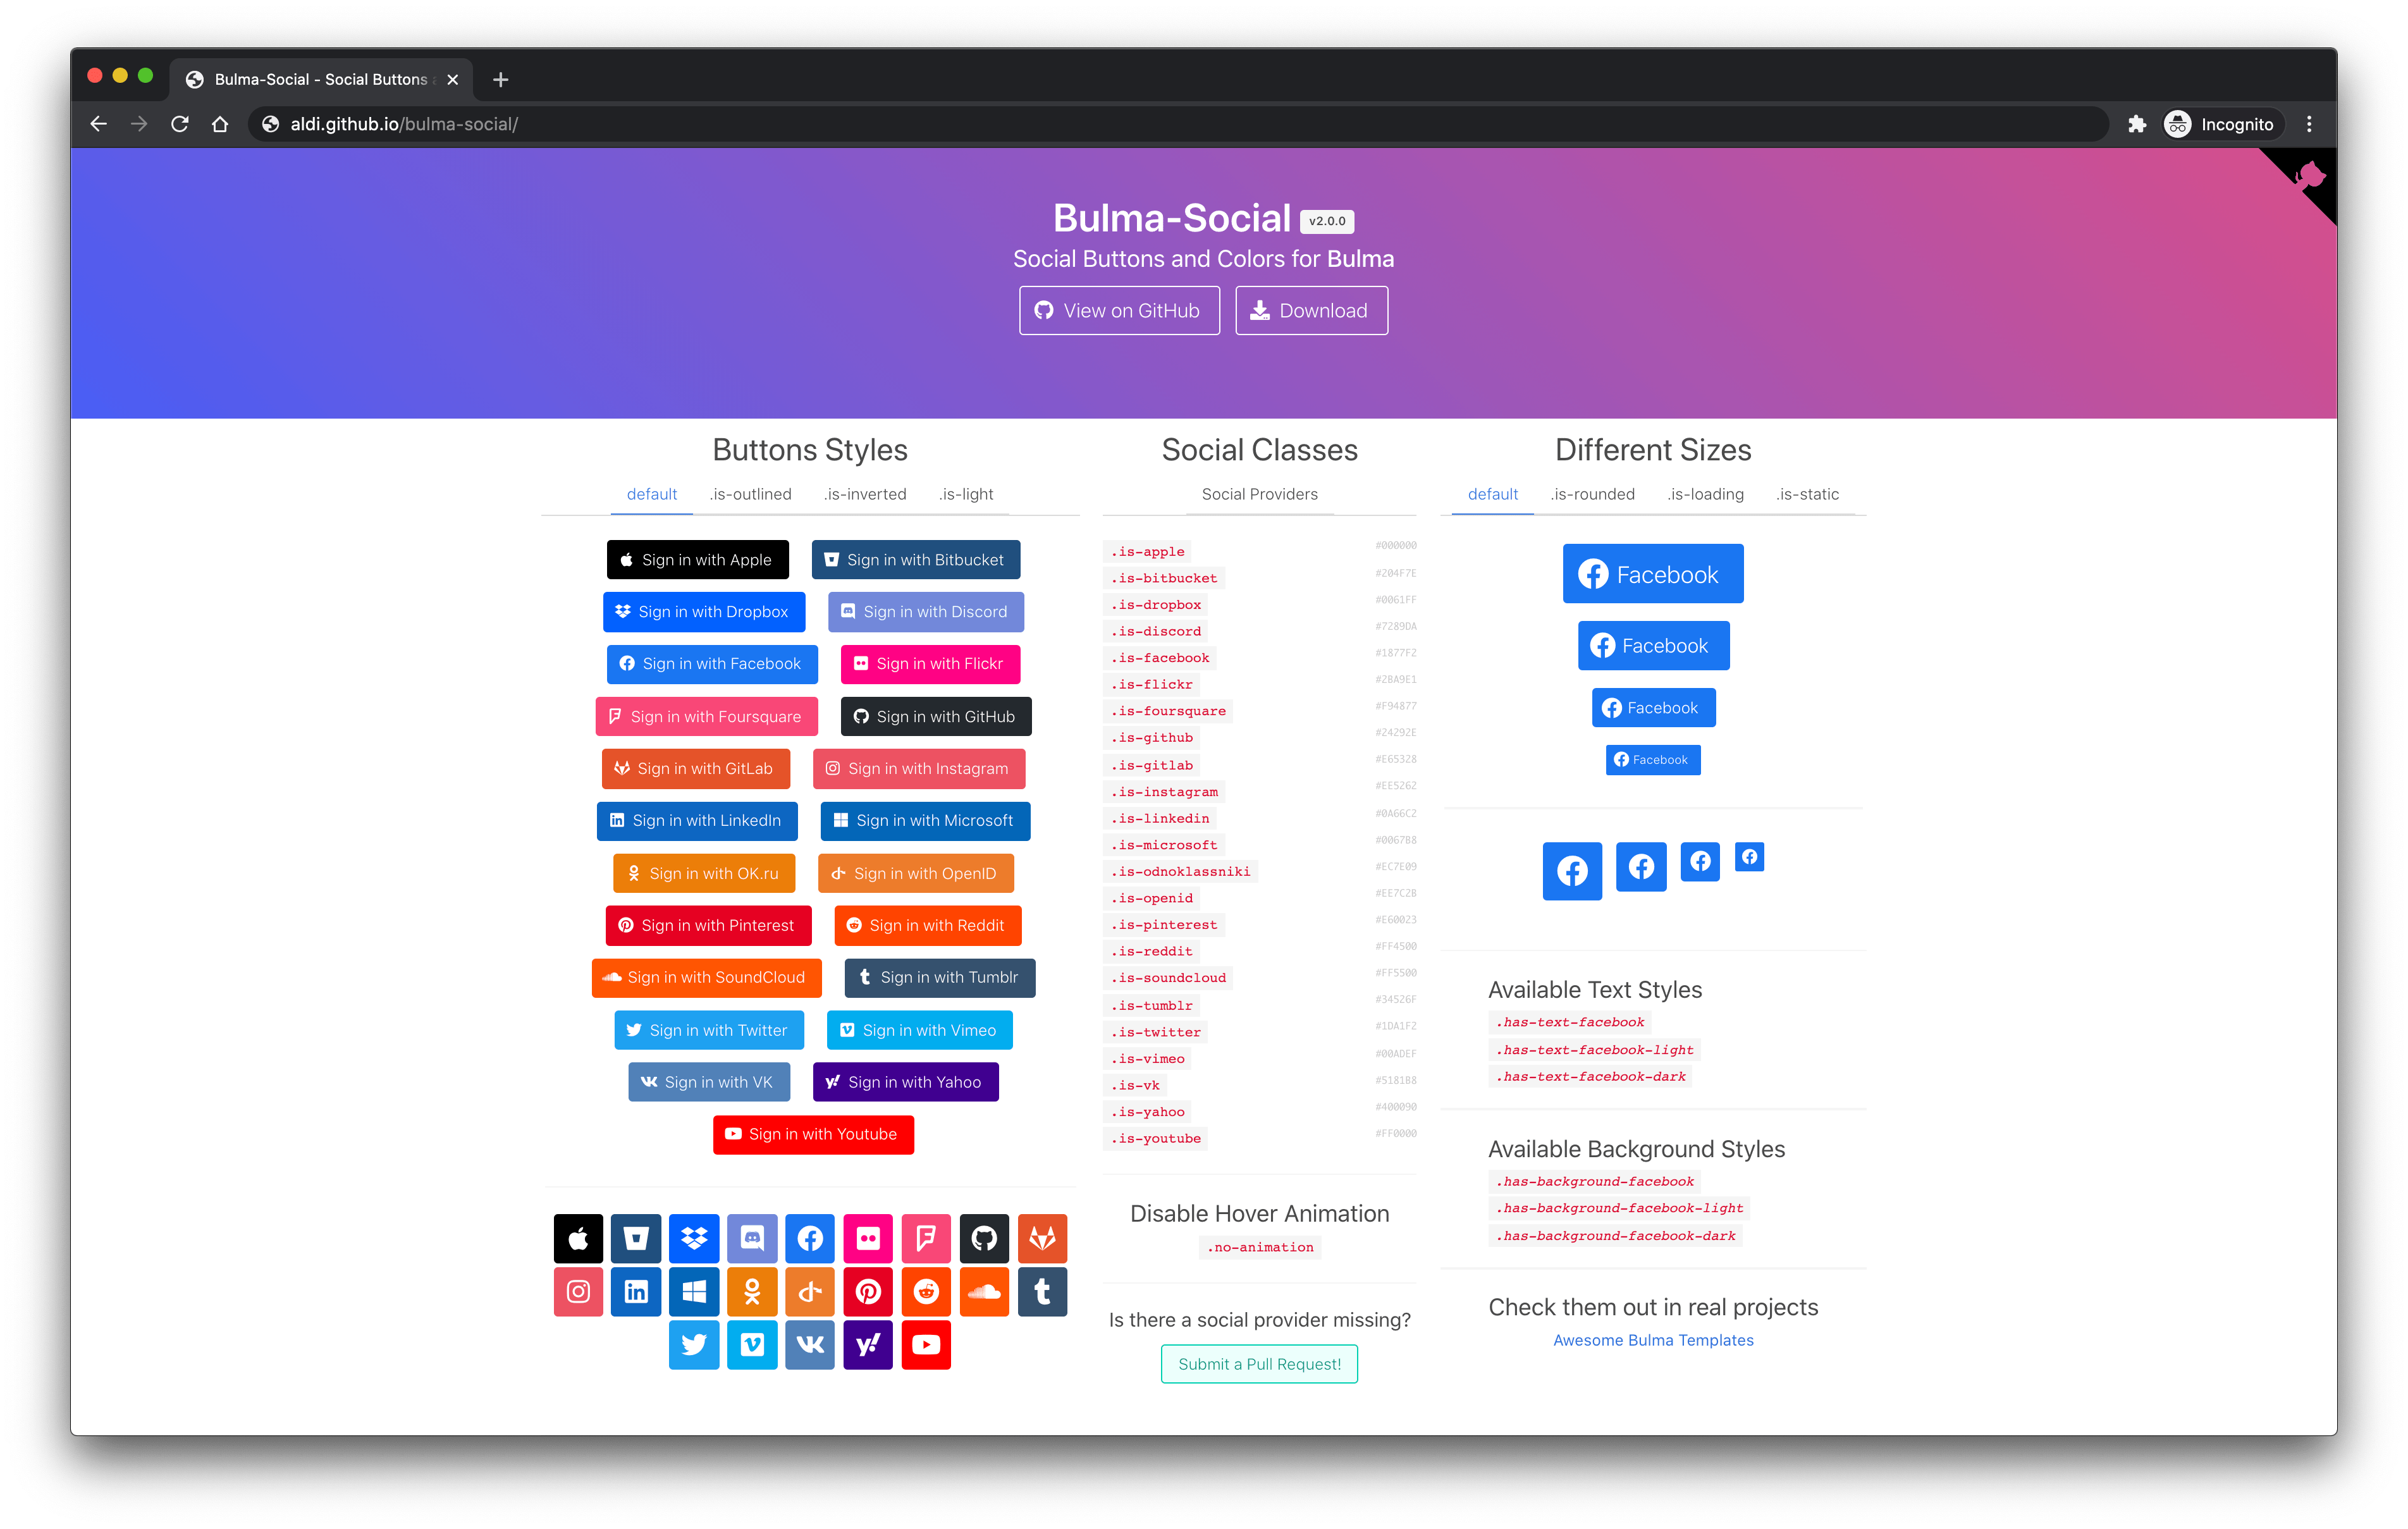 Bulma-Social - Social Buttons
aldi.github.io/bulma-social/
Incognito
Bulma-Social v2.0.0
Social Buttons and Colors for Bulma
View on GitHub Download
Buttons Styles
default .is-outlined .is-inverted .is-light
Sign in with Apple Sign in with Bitbucket
Sign in with Dropbox Sign in with Discord
Sign in with Facebook Sign in with Flickr
Sign in with Foursquare Sign in with GitHub
Sign in with GitLab Sign in with Instagram
Sign in with LinkedIn Sign in with Microsoft
Sign in with OK.ru Sign in with OpenID
Sign in with Pinterest Sign in with Reddit
Sign in with SoundCloud Sign in with Tumblr
Sign in with Twitter Sign in with Vimeo
Sign in with VK Sign in with Yahoo
Sign in with Youtube
Social Classes
Social Providers
.is-apple #000000
.is-bitbucket #204F7E
.is-dropbox #0061FF
.is-discord #7289DA
.is-facebook #1877F2
.is-flickr #2BA9E1
.is-foursquare #F94877
.is-github #24292E
.is-gitlab #E65328
.is-instagram #EE5262
.is-linkedin #0A66C2
.is-microsoft #0067B8
.is-odnoklassniki #EC7E09
.is-openid #EE7C2B
.is-pinterest #E60023
.is-reddit #FF4500
.is-soundcloud #FF5500
.is-tumblr #34526F
.is-twitter #1DA1F2
.is-vimeo #00ADEF
.is-vk #5181B8
.is-yahoo #400090
.is-youtube #FF0000
Disable Hover Animation
.no-animation
Is there a social provider missing?
Submit a Pull Request!
Different Sizes
default .is-rounded .is-loading .is-static
Facebook
Facebook
Facebook
Facebook
Available Text Styles
.has-text-facebook
.has-text-facebook-light
.has-text-facebook-dark
Available Background Styles
.has-background-facebook
.has-background-facebook-light
.has-background-facebook-dark
Check them out in real projects
Awesome Bulma Templates